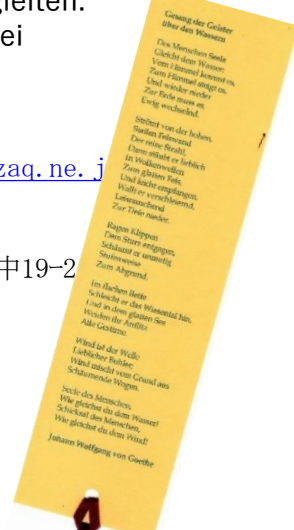 gleiten.
ei
zaq.ne.j
中19-2
Gesang der Geister
über den Wassern
Des Menschen Seele
Gleicht dem Wasser:
Vom Himmel kommt es,
Zum Himmel steigt es,
Und wieder nieder
Zur Erde muss es,
Ewig wechselnd.
Strömt von der hohen,
Steilen Felswand
Der reine Strahl,
Dann stäubt er lieblich
In Wolkenwellen
Zum glatten Fels,
Und leicht empfangen,
Wallt er verschleiernd,
Leisrauschend
Zur Tiefe nieder.
Ragen Klippen
Dem Sturz entgegen,
Schäumt er unmutig
Stufenweise
Zum Abgrund.
Im flachen Bette
Schleicht er das Wiesental hin,
Und in dem glatten See
Weiden ihr Antlitz
Alle Gestirne.
Wind ist der Welle
Lieblicher Buhler;
Wind mischt vom Grund aus
Schäumende Wogen.
Seele des Menschen,
Wie gleichst du dem Wasser!
Schicksal des Menschen,
Wie gleichst du dem Wind!
Johann Wolfgang von Goethe